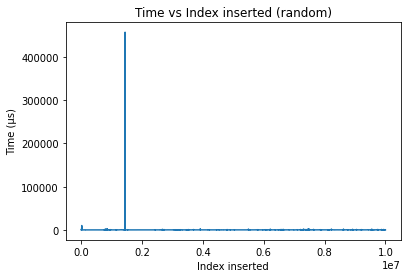 Time vs Index inserted (random)
400000
300000
200000
100000
0
Time (µs)
0.0 0.2 0.4 0.6 0.8 1.0
1e7
Index inserted